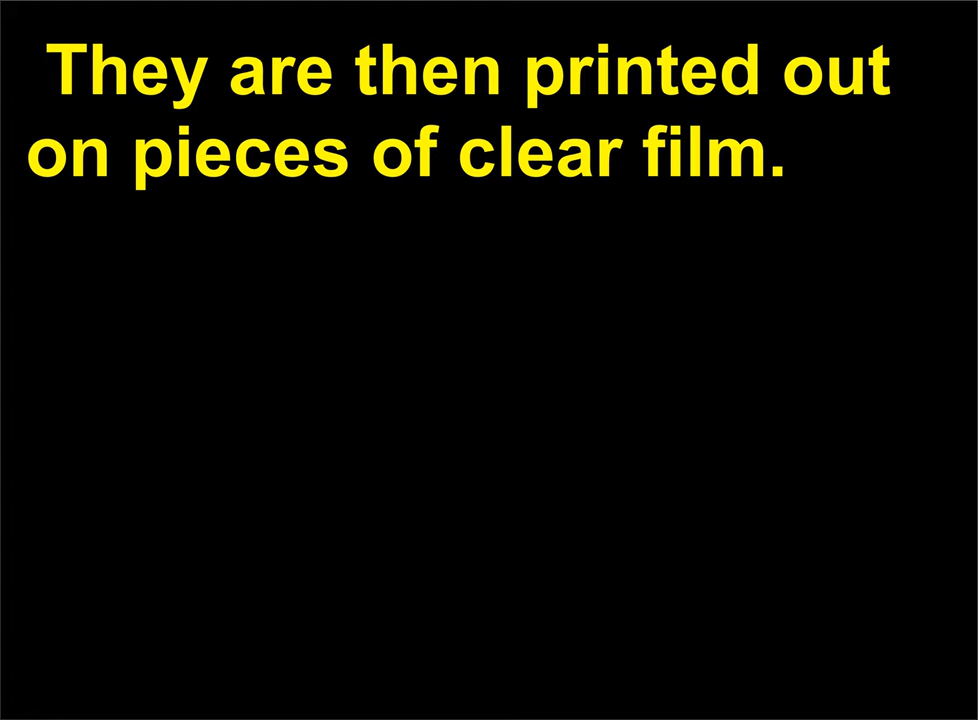 They are then printed out
on pieces of clear film.